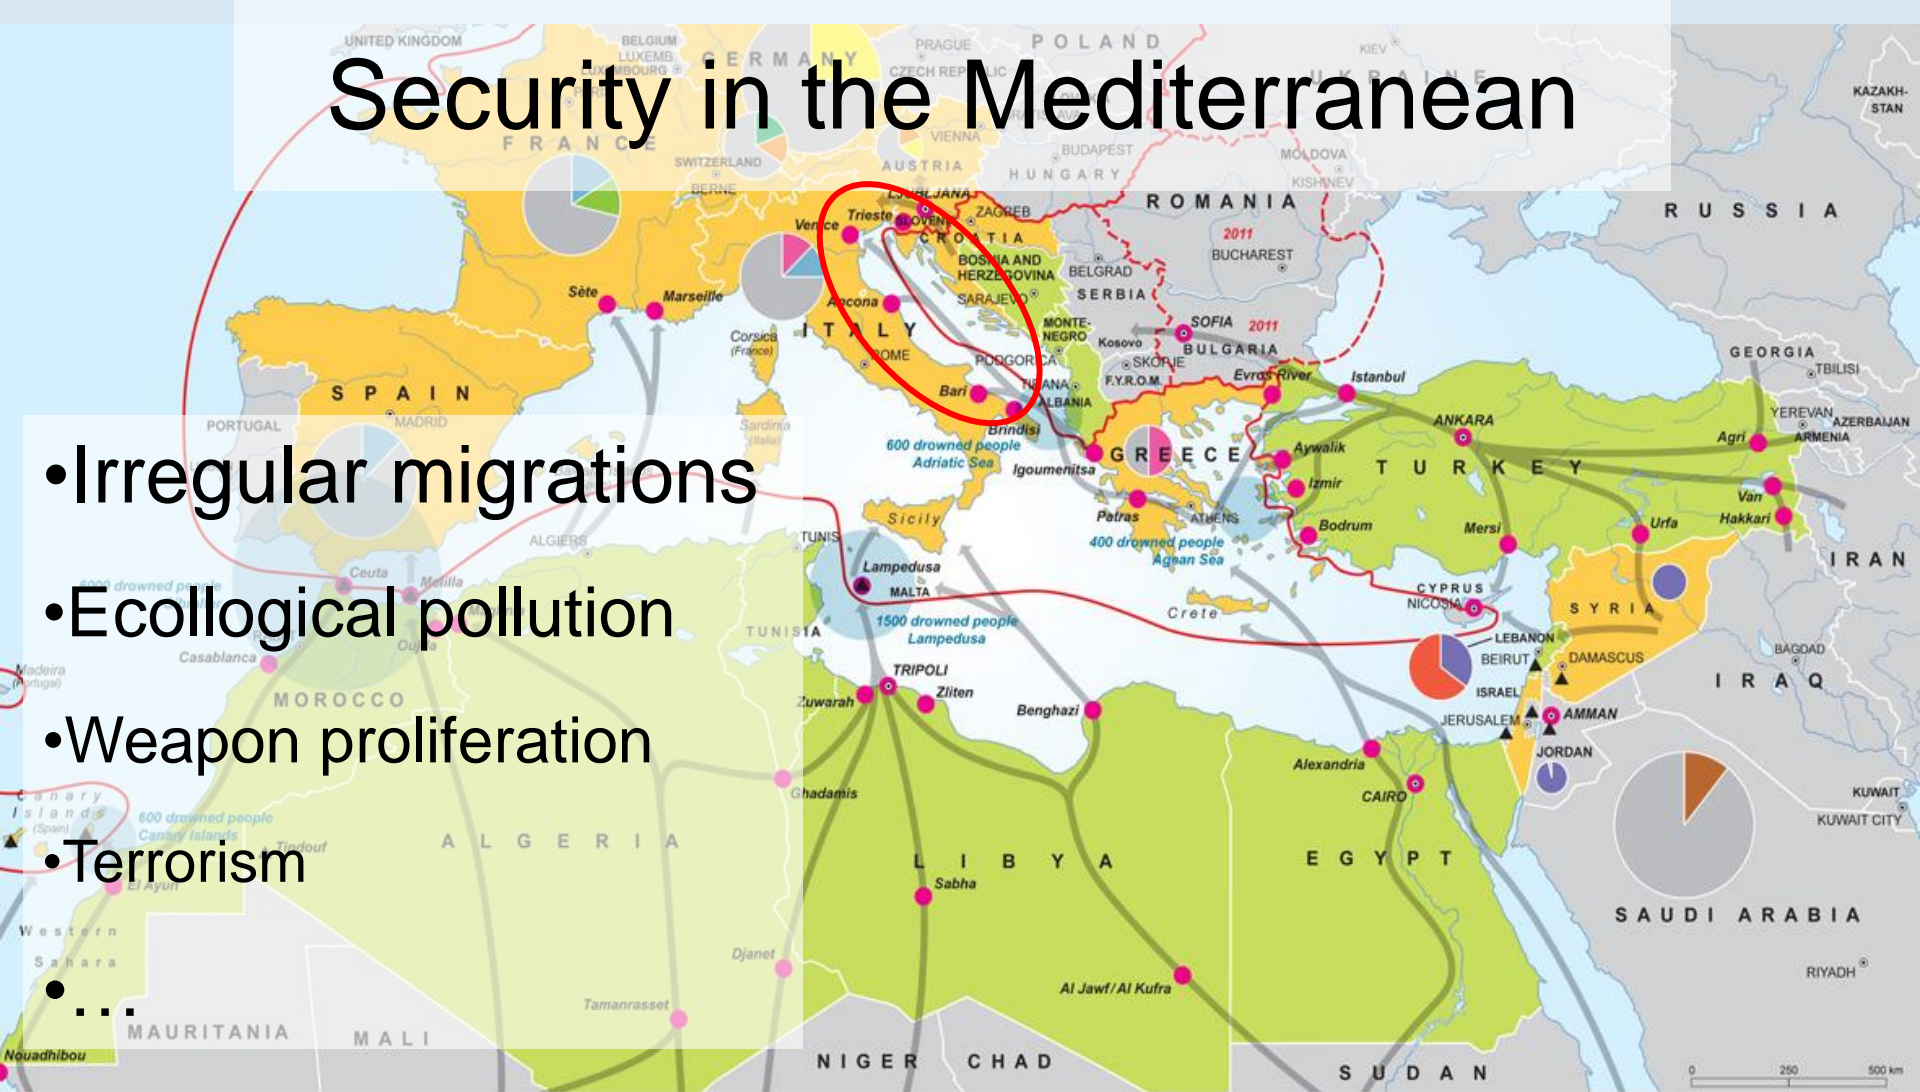 Security in the Mediterranean
•Irregular migrations
•Ecollogical pollution
•Weapon proliferation
•Terrorism
•…
UNITED KINGDOM
BELGIUM
LUXEMB.
LUXEMBOURG
GERMANY
PRAGUE
CZECH REPUBLIC
POLAND
KIEV
UKRAINE
KAZAKH-
STAN
FRANCE
SWITZERLAND
BERNE
VIENNA
AUSTRIA
BUDAPEST
HUNGARY
MOLDOVA
KISHINEV
LJUBLJANA
ROMANIA
RUSSIA
Venice
Trieste
ZAGREB
CROATIA
2011
BUCHAREST
BOSNIA AND
HERZEGOVINA
BELGRAD
SERBIA
SARAJEVO
Sète
Marseille
Ancona
ITALY
Corsica
(France)
ROME
MONTE-
NEGRO
Kosovo
SOFIA
2011
BULGARIA
PODGORICA
SKOPJE
F.Y.R.O.M.
GEORGIA
TBILISI
SPAIN
MADRID
PORTUGAL
Bari
TIRANA
ALBANIA
Evros River
Istanbul
Sardinia
(Italia)
Brindisi
ANKARA
YEREVAN
ARMENIA
AZERBAIJAN
Agri
600 drowned people
Adriatic Sea
Igoumenitsa
GREECE
Aywalik
TURKEY
Izmir
Van
Hakkari
Sicily
Patras
ATHENS
Bodrum
Mersi
Urfa
400 drowned people
Agean Sea
TUNIS
ALGIERS
IRAN
Ceuta
Melilla
Lampedusa
MALTA
6000 drowned people
CYPRUS
NICOSIA
SYRIA
Crete
1500 drowned people
Lampedusa
TUNISIA
LEBANON
BEIRUT
DAMASCUS
BAGDAD
IRAQ
Casablanca
Madeira
(Portugal)
MOROCCO
TRIPOLI
Zuwarah
Zliten
Benghazi
ISRAEL
JERUSALEM
AMMAN
JORDAN
Alexandria
CAIRO
Ghadamis
Canary
Islands
(Spain)
600 drowned people
Canary Islands
Tindouf
ALGERIA
El Ayun
LIBYA
Sabha
EGYPT
KUWAIT
KUWAIT CITY
SAUDI ARABIA
RIYADH
Western
Sahara
Djanet
Al Jawf/Al Kufra
Tamanrasset
MAURITANIA
MALI
Nouadhibou
NIGER
CHAD
SUDAN
0 250 500 km